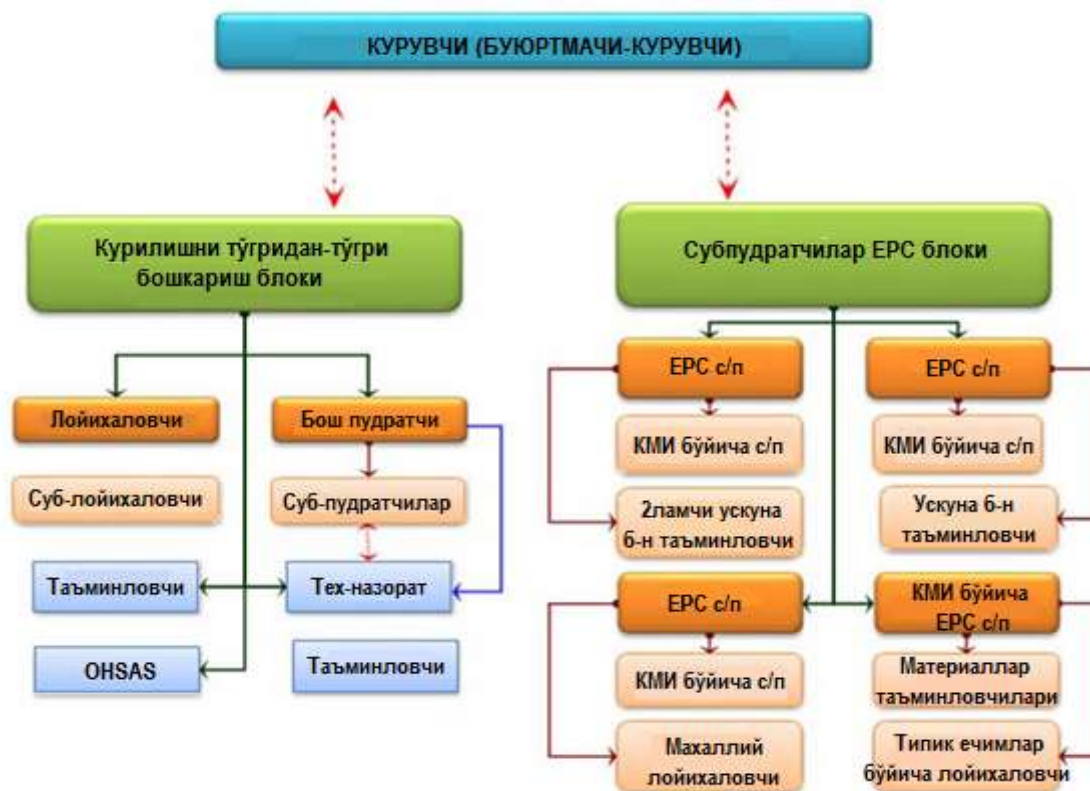 КУРУВЧИ (БУЮРТМАЧИ-КУРУВЧИ)
Курилишни тўгридан-тўгри
бошкариш блоки
Лойихаловчи
Бош пудратчи
Суб-лойихаловчи
Суб-пудратчилар
Таъминловчи
Тех-назорат
OHSAS
Таъминловчи
Субпудратчилар ЕРС блоки
ЕРС с/п
ЕРС с/п
КМИ бўйича с/п
КМИ бўйича с/п
2ламчи ускуна
б-н таъминловчи
Ускуна б-н
таъминловчи
ЕРС с/п
КМИ бўйича
ЕРС с/п
КМИ бўйича с/п
Материаллар
таъминловчилари
Махаллий
лойихаловчи
Типик ечимлар
бўйича лойихаловчи